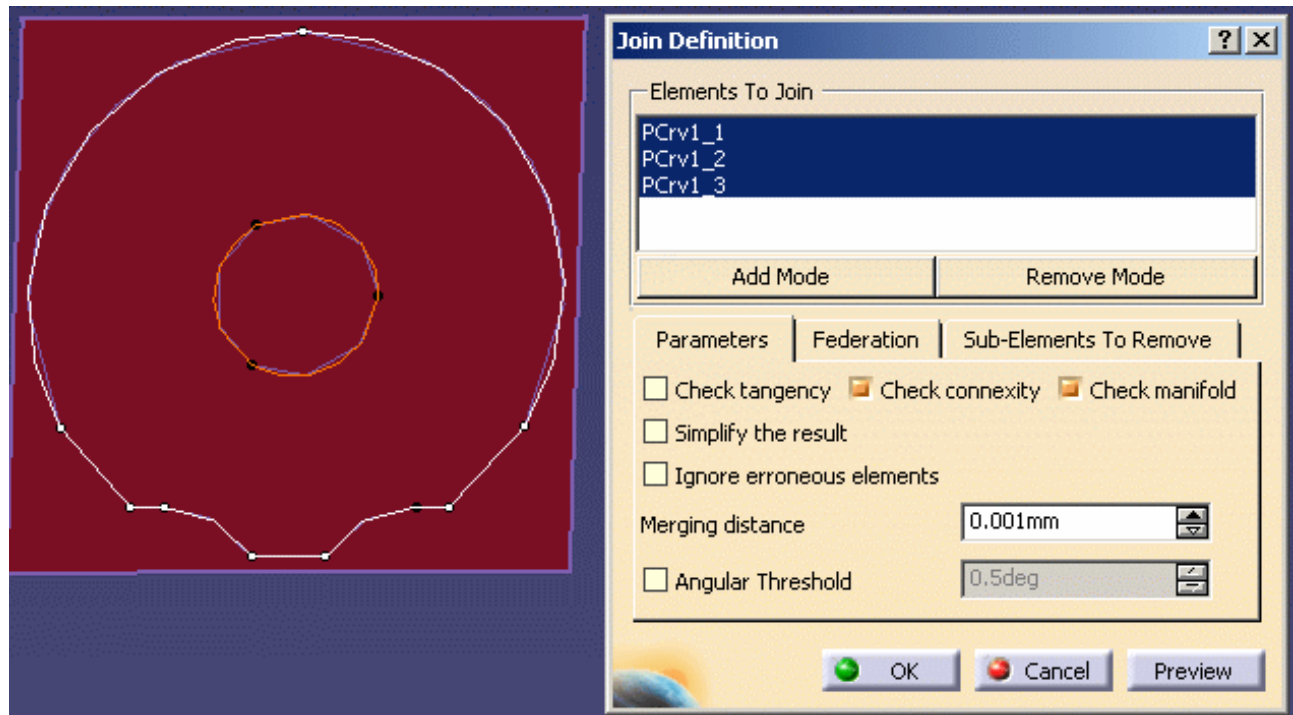 Join Definition
Elements To Join
PCrv1_1
PCrv1_2
PCrv1_3
Add Mode Remove Mode
Parameters Federation Sub-Elements To Remove
Check tangency Check connexity Check manifold
Simplify the result
Ignore erroneous elements
Merging distance 0.001mm
Angular Threshold 0.5deg
OK Cancel Preview